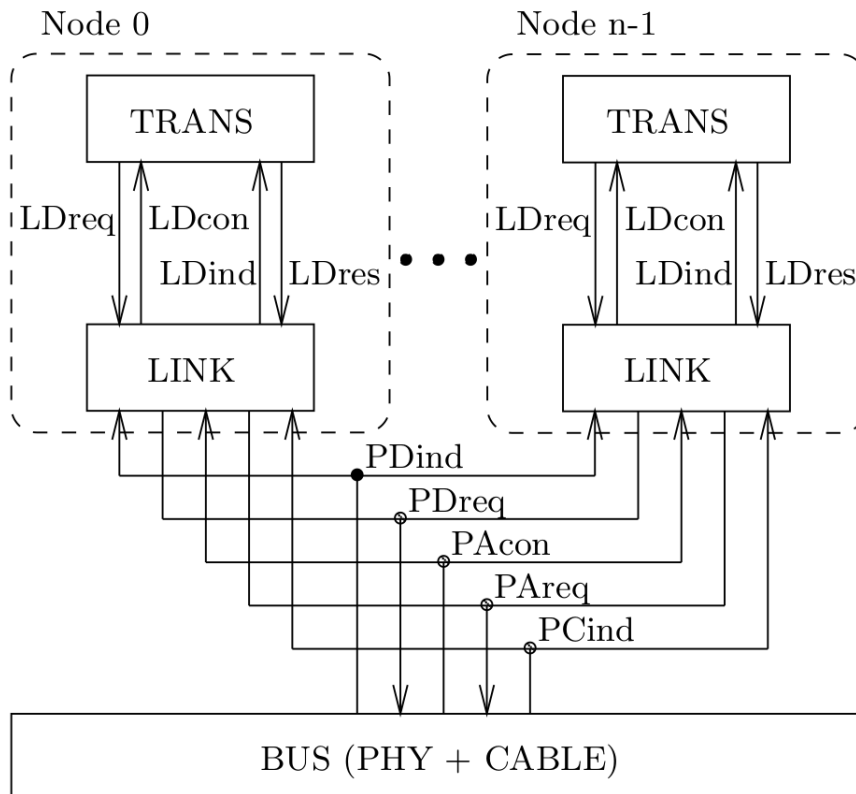 Node 0 Node n-1
TRANS TRANS
LDreq LDcon LDreq LDcon
LDind LDres LDind LDres
LINK LINK
PDind
PDreq
PAcon
PAreq
PCind
BUS (PHY + CABLE)